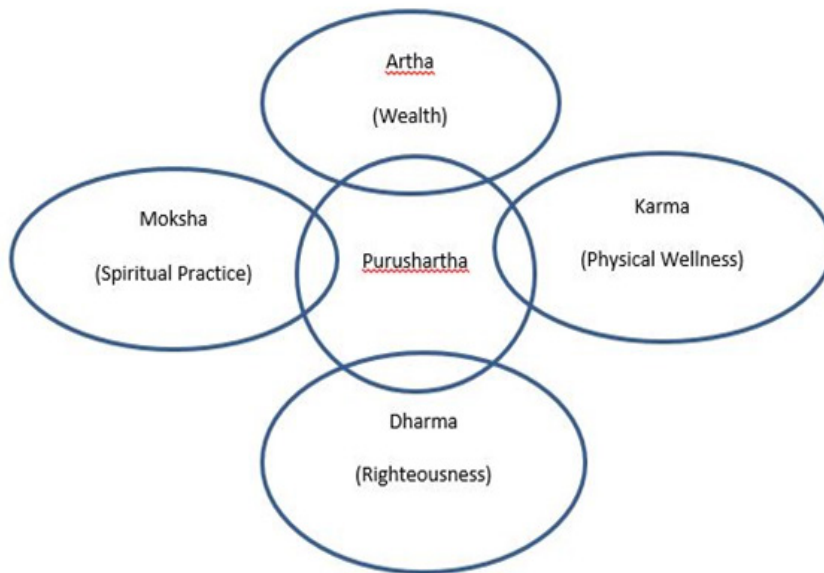 Artha
(Wealth)
Moksha
(Spiritual Practice)
Purushartha
Karma
(Physical Wellness)
Dharma
(Righteousness)